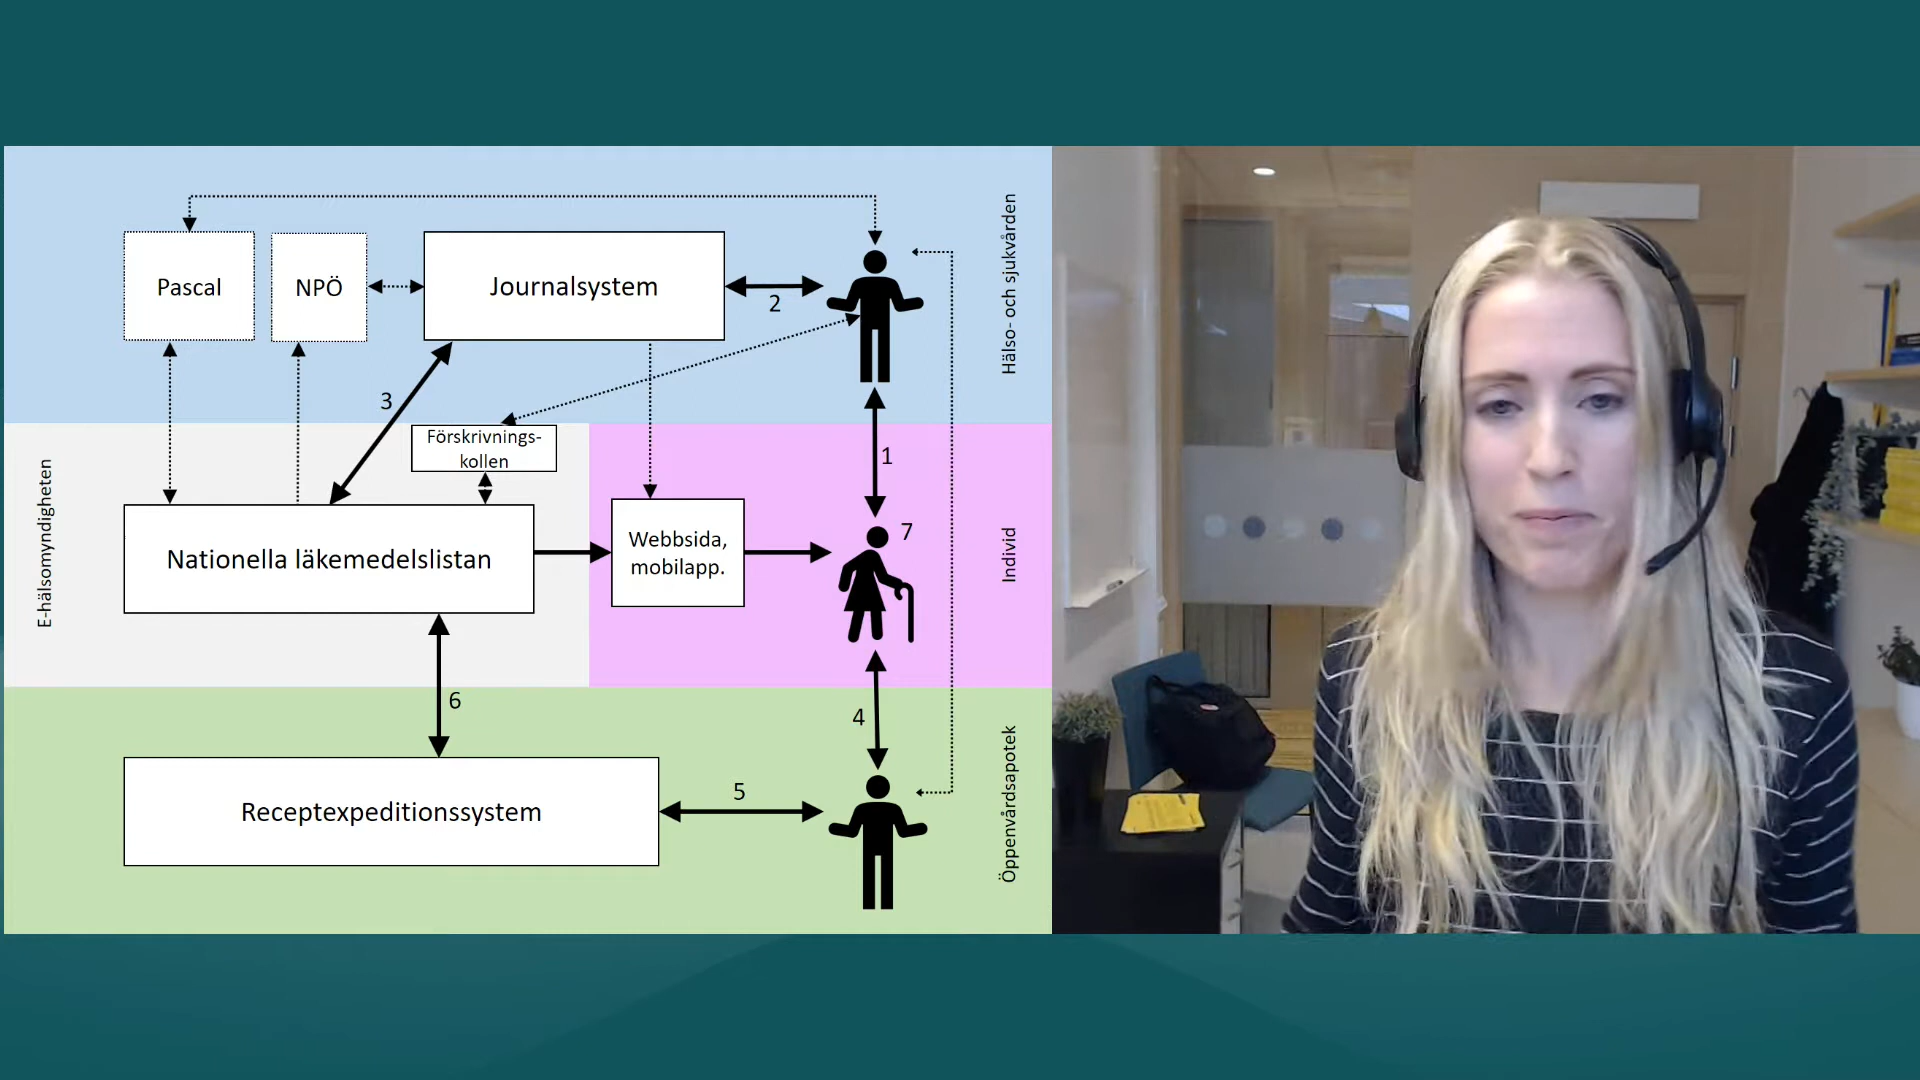 Hälso- och sjukvården
Pascal
NPÖ
Journalsystem
2
3
Förskrivnings-
kollen
1
E-hälsomyndigheten
Nationella läkemedelslistan
Webbsida,
mobilapp.
7
Individ
6
4
Receptexpeditionssystem
5
Öppenvårdsapotek